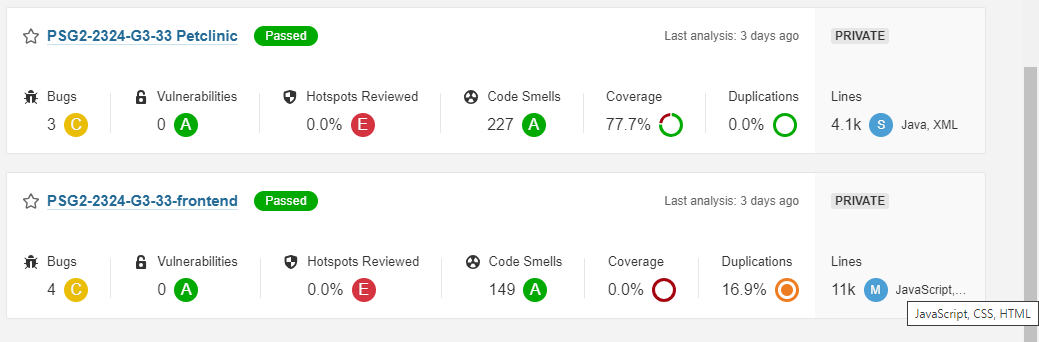 PSG2-2324-G3-33 Petclinic Passed Last analysis: 3 days ago PRIVATE
Bugs Vulnerabilities Hotspots Reviewed Code Smells Coverage Duplications Lines
3 C 0 A 0.0% E 227 A 77.7% 0.0% 4.1k S Java, XML
PSG2-2324-G3-33-frontend Passed Last analysis: 3 days ago PRIVATE
Bugs Vulnerabilities Hotspots Reviewed Code Smells Coverage Duplications Lines
4 C 0 A 0.0% E 149 A 0.0% 16.9% 11k M JavaScript,...
JavaScript, CSS, HTML